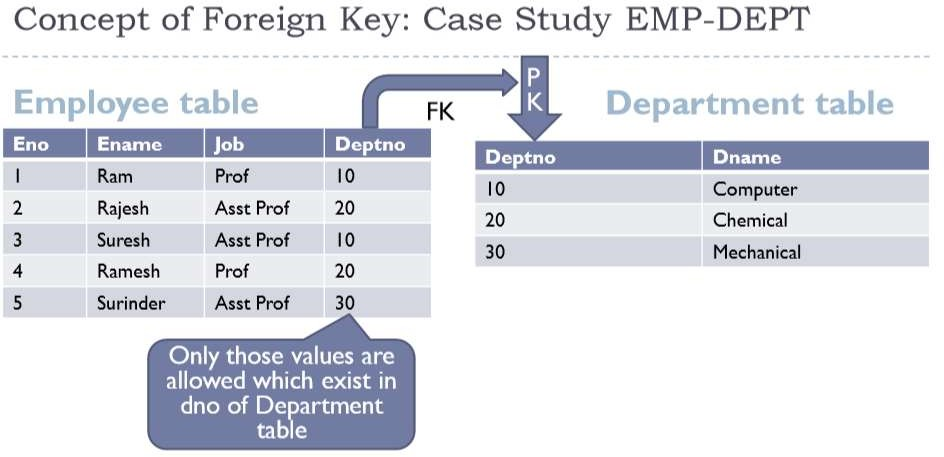 Concept of Foreign Key: Case Study EMP-DEPT
Employee table
FK
P
K
Department table
Eno Ename Job Deptno
1 Ram Prof 10
2 Rajesh Asst Prof 20
3 Suresh Asst Prof 10
4 Ramesh Prof 20
5 Surinder Asst Prof 30
Deptno Dname
10 Computer
20 Chemical
30 Mechanical
Only those values are
allowed which exist in
dno of Department
table